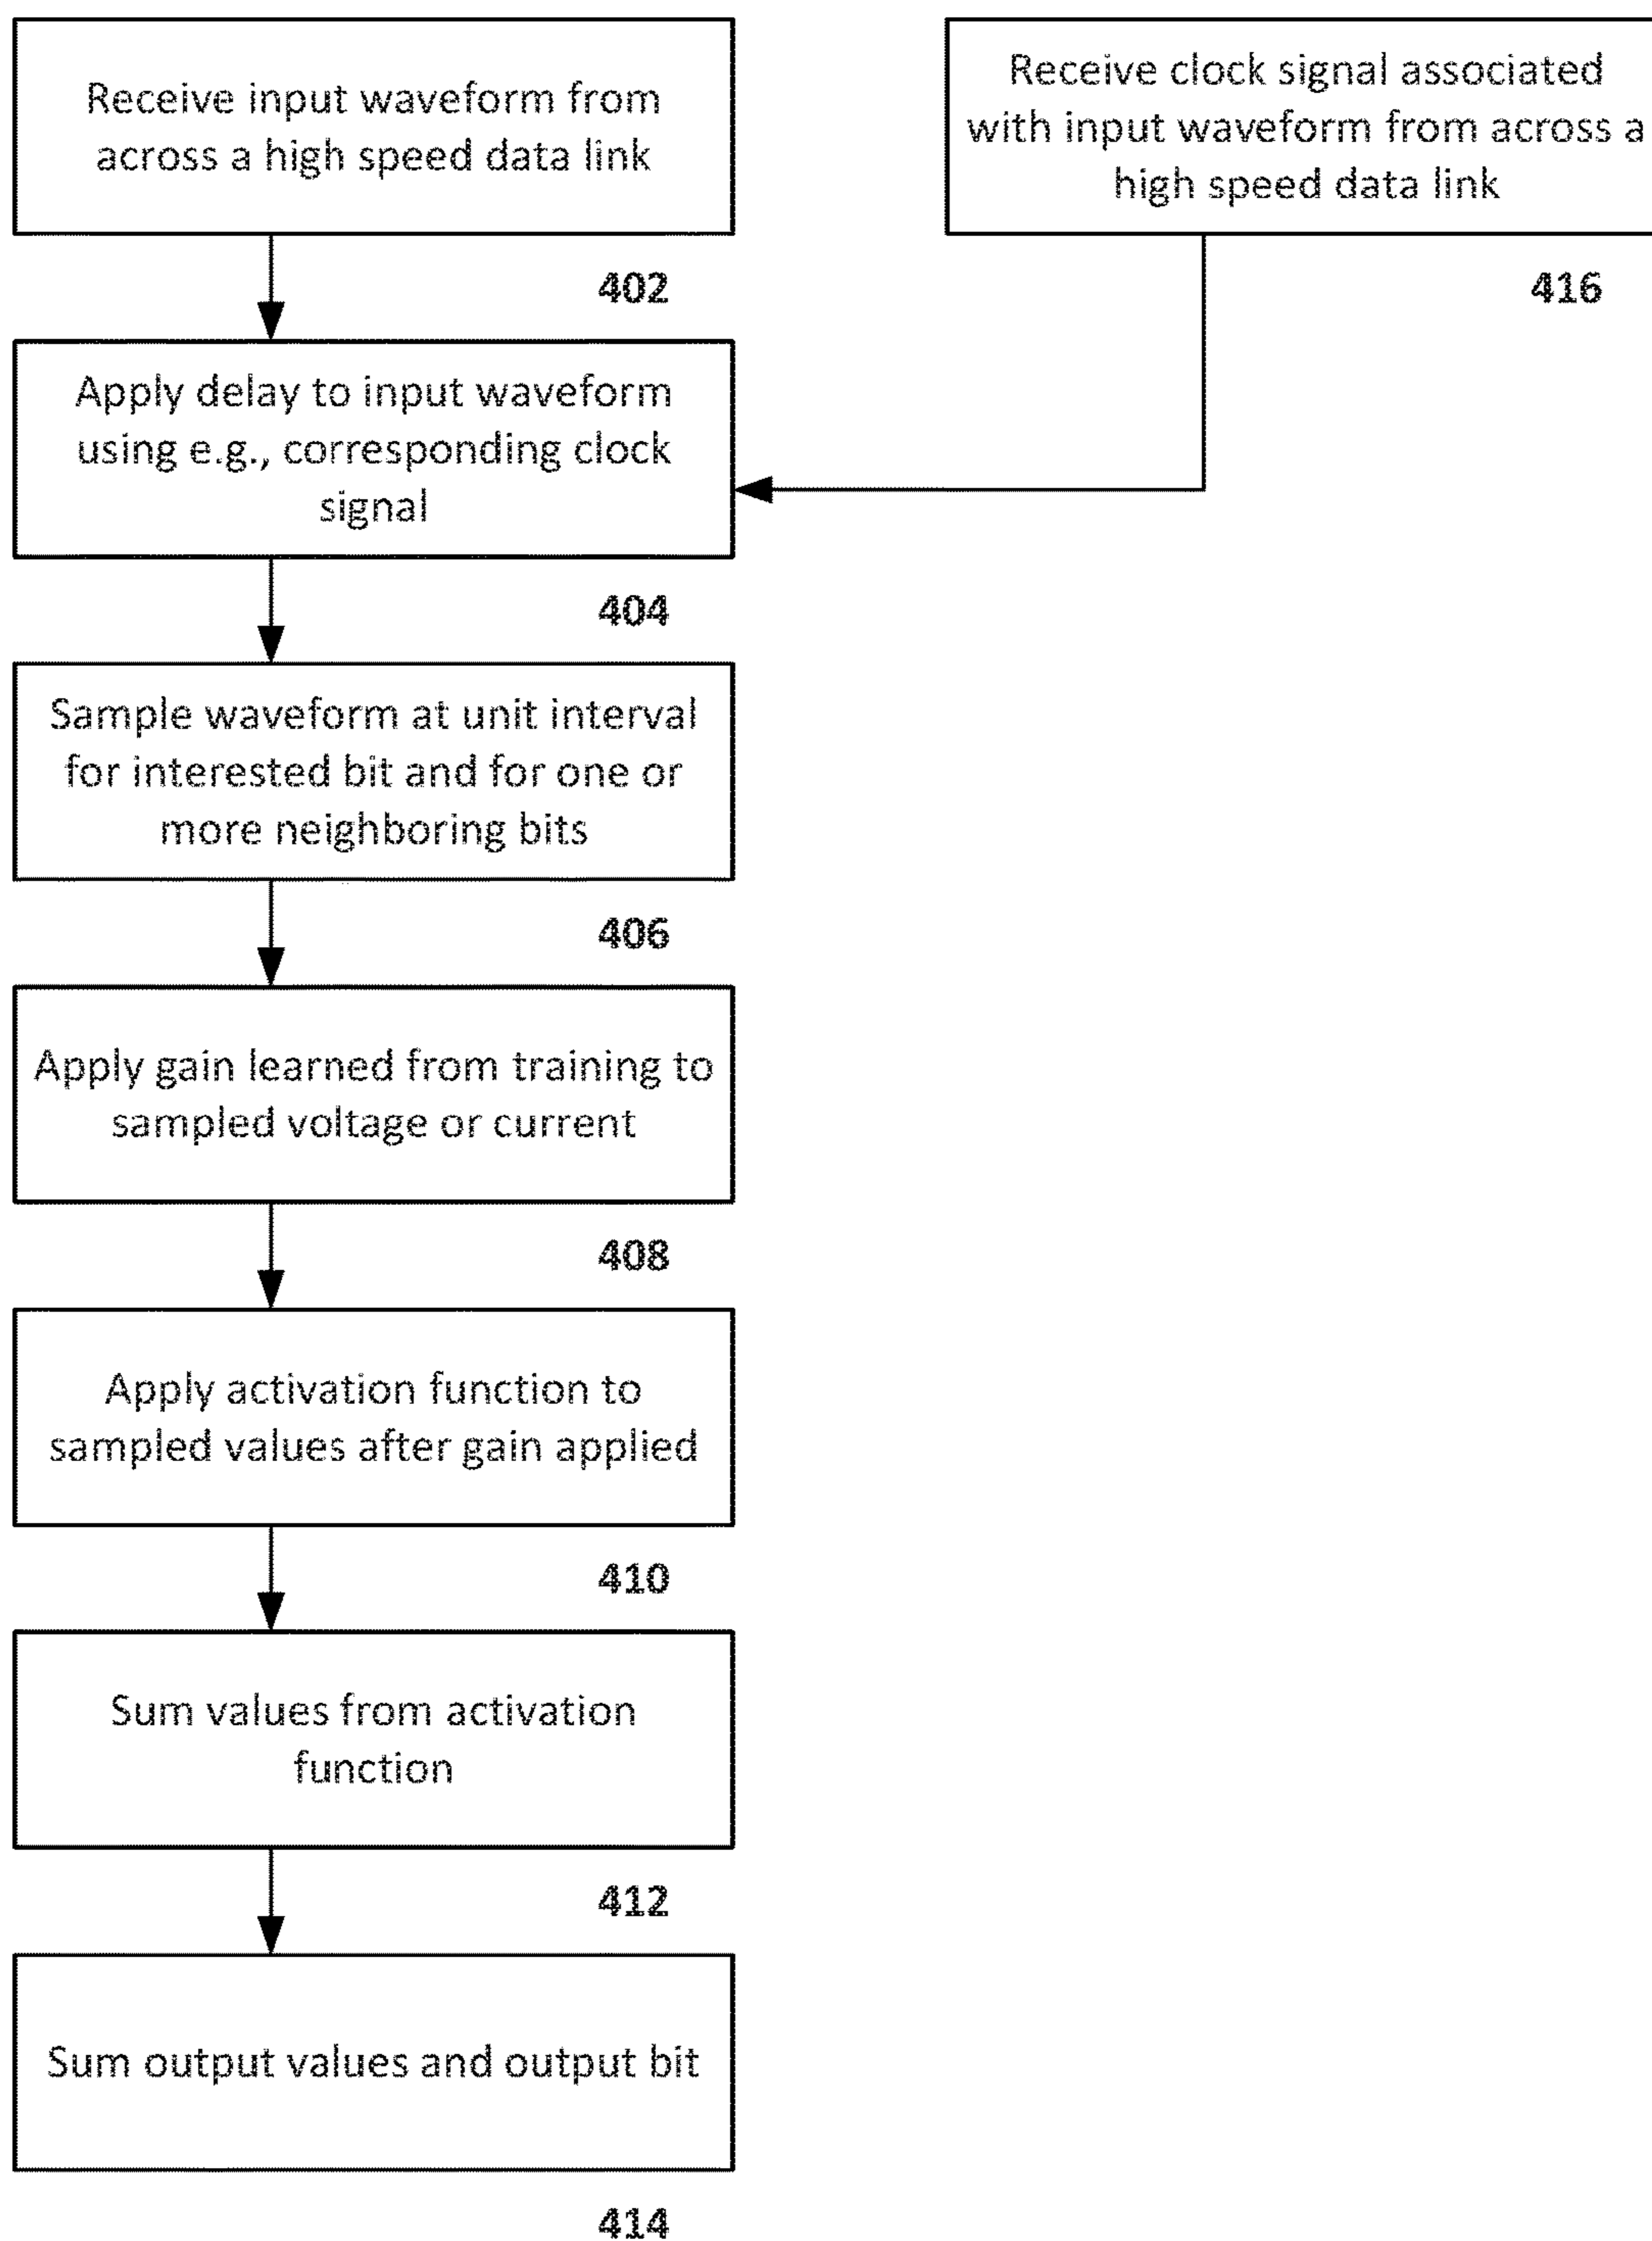 Receive input waveform from
across a high speed data link
402
Receive clock signal associated
with input waveform from across a
high speed data link
416
Apply delay to input waveform
using e.g., corresponding clock
signal
404
Sample waveform at unit interval
for interested bit and for one or
more neighboring bits
406
Apply gain learned from training to
sampled voltage or current
408
Apply activation function to
sampled values after gain applied
410
Sum values from activation
function
412
Sum output values and output bit
414